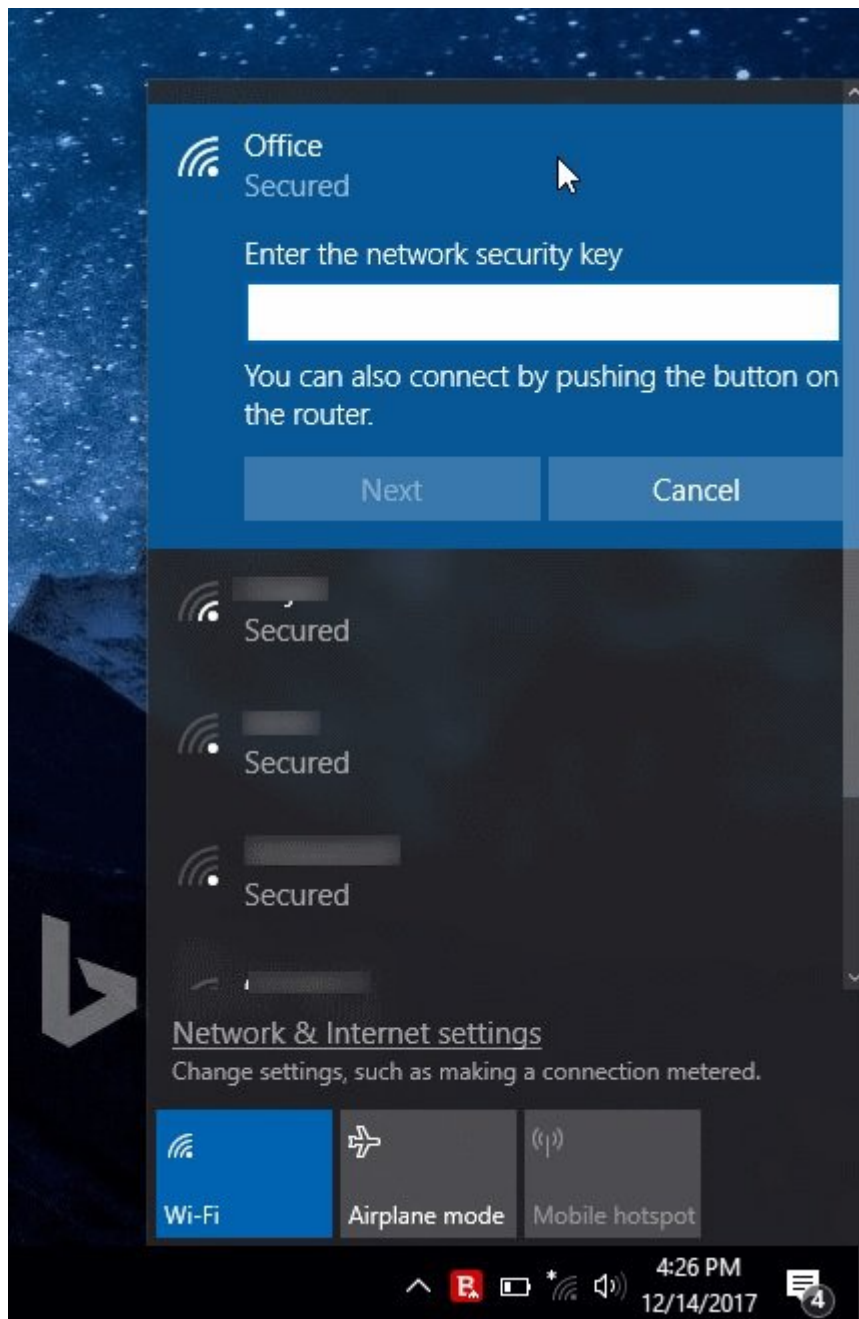 Office
Secured
Enter the network security key
You can also connect by pushing the button on
the router.
Next Cancel
Secured
Secured
Secured
Network & Internet settings
Change settings, such as making a connection metered.
Wi-Fi Airplane mode Mobile hotspot
4:26 PM
12/14/2017
4